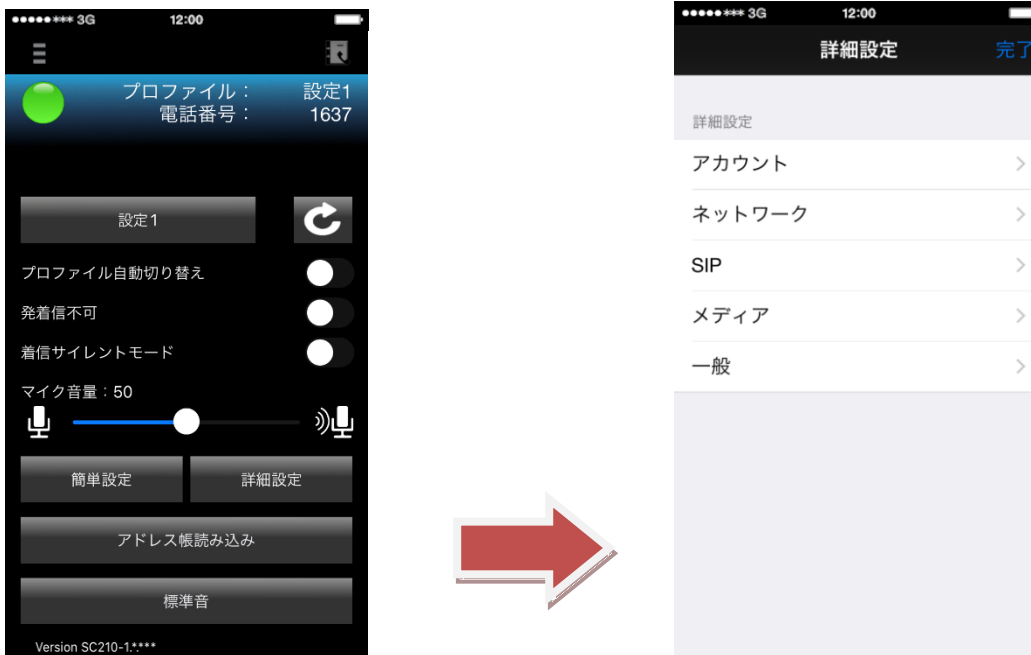 ●●●●●*** 3G 12:00
プロファイル： 設定1
電話番号： 1637
設定1
プロファイル自動切り替え
発着信不可
着信サイレントモード
マイク音量：50
簡単設定 詳細設定
アドレス帳読み込み
標準音
Version SC210-1.*.***
●●●●●*** 3G 12:00
詳細設定 完了
詳細設定
アカウント
ネットワーク
SIP
メディア
一般